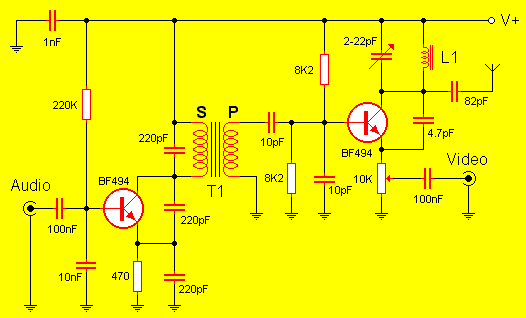 V+
1nF
2-22pF
L1
8K2
220K
82pF
S P
220pF
10pF
4.7pF
BF494
T1
Video
Audio
BF494
8K2
10pF
10K
100nF
100nF
220pF
10nF
470
220pF